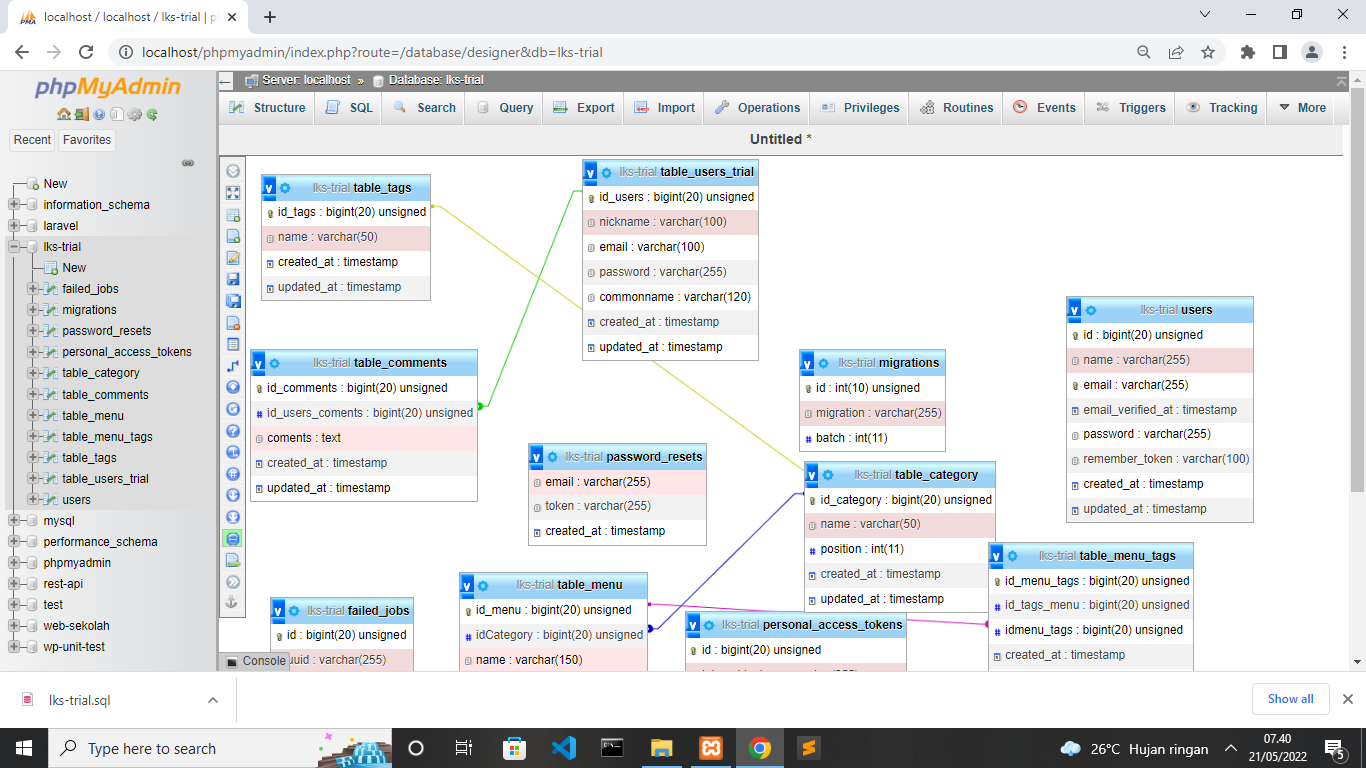 localhost / localhost / lks-trial | p
localhost/phpmyadmin/index.php?route=/database/designer&db=lks-trial
phpMyAdmin
Recent Favorites
New
information_schema
laravel
lks-trial
New
failed_jobs
migrations
password_resets
personal_access_tokens
table_category
table_comments
table_menu
table_menu_tags
table_tags
table_users_trial
users
mysql
performance_schema
phpmyadmin
rest-api
test
web-sekolah
wp-unit-test
Server: localhost » Database: lks-trial
Structure SQL Search Query Export Import Operations Privileges Routines Events Triggers Tracking More
Untitled *
v lks-trial table_tags
id_tags : bigint(20) unsigned
name : varchar(50)
created_at : timestamp
updated_at : timestamp
v lks-trial table_users_trial
id_users : bigint(20) unsigned
nickname : varchar(100)
email : varchar(100)
password : varchar(255)
commonname : varchar(120)
created_at : timestamp
updated_at : timestamp
v lks-trial users
id : bigint(20) unsigned
name : varchar(255)
email : varchar(255)
email_verified_at : timestamp
password : varchar(255)
remember_token : varchar(100)
created_at : timestamp
updated_at : timestamp
v lks-trial table_comments
id_comments : bigint(20) unsigned
# id_users_coments : bigint(20) unsigned
coments : text
created_at : timestamp
updated_at : timestamp
v lks-trial migrations
id : int(10) unsigned
migration : varchar(255)
# batch : int(11)
v lks-trial password_resets
email : varchar(255)
token : varchar(255)
created_at : timestamp
v lks-trial table_category
id_category : bigint(20) unsigned
name : varchar(50)
# position : int(11)
created_at : timestamp
updated_at : timestamp
v lks-trial table_menu_tags
id_menu_tags : bigint(20) unsigned
# id_tags_menu : bigint(20) unsigned
# idmenu_tags : bigint(20) unsigned
created_at : timestamp
v lks-trial table_menu
id_menu : bigint(20) unsigned
# idCategory : bigint(20) unsigned
name : varchar(150)
v lks-trial failed_jobs
id : bigint(20) unsigned
uuid : varchar(255)
v lks-trial personal_access_tokens
id : bigint(20) unsigned
Console
lks-trial.sql
Show all
Type here to search
26°C Hujan ringan
07.40
21/05/2022
5